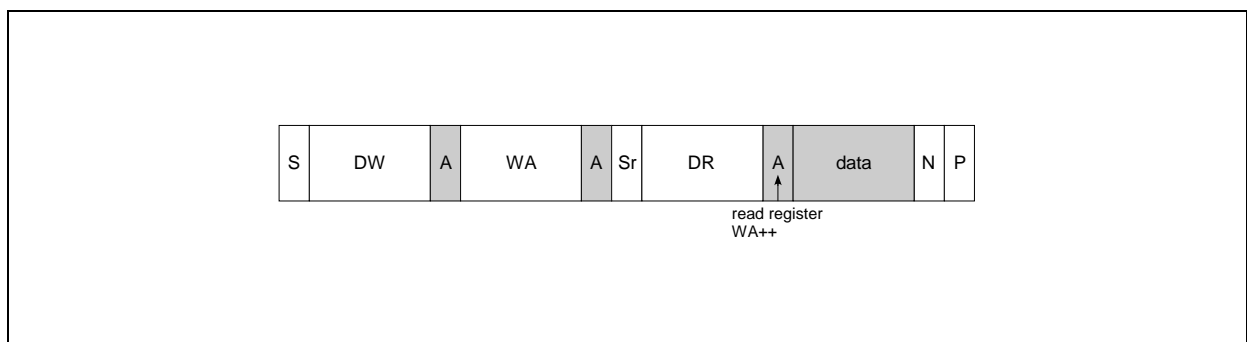 S DW A WA A Sr DR A data N P
read register
WA++